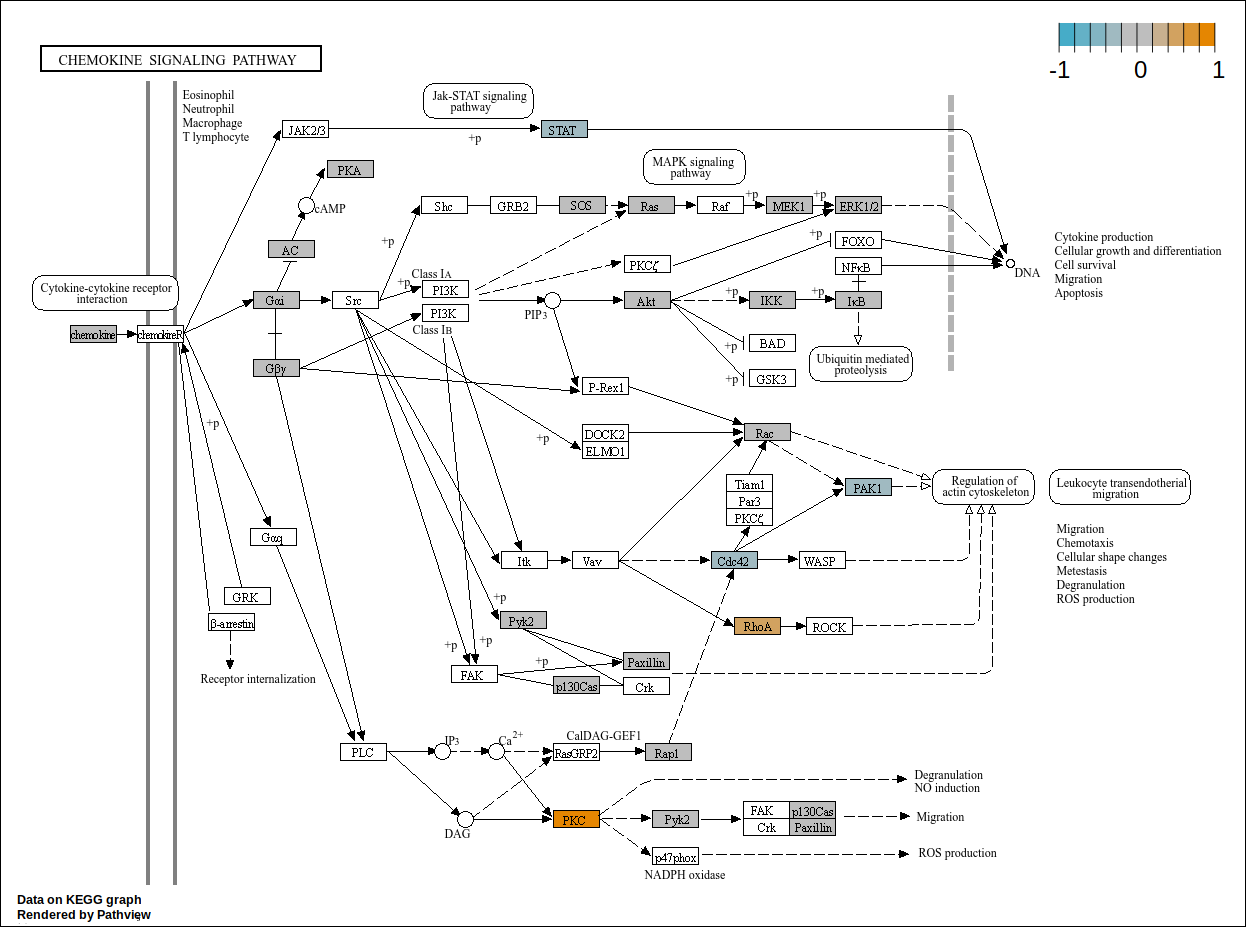 CHEMOKINE SIGNALING PATHWAY
-1 0 1
Eosinophil
Neutrophil
Macrophage
T lymphocyte
Jak-STAT signaling
pathway
JAK2/3
+p
STAT
PKA
cAMP
AC
MAPK signaling
pathway
Shc
GRB2
SOS
Ras
Raf
+p
MEK1
+p
ERK1/2
+p
+p
FOXO
PKCζ
NFκB
DNA
Cytokine production
Cellular growth and differentiation
Cell survival
Migration
Apoptosis
Cytokine-cytokine receptor
interaction
Class IA
PI3K
+p
Gαi
Src
PI3K
Class IB
PIP3
Akt
+p
IKK
+p
IκB
chemokine
chemokineR
Gβγ
+p
BAD
+p
GSK3
Ubiquitin mediated
proteolysis
P-Rex1
+p
DOCK2
ELMO1
+p
Rac
Tiam1
Par3
PKCζ
PAK1
Regulation of
actin cytoskeleton
Leukocyte transendotherial
migration
Gαq
Itk
Vav
Cdc42
WASP
Migration
Chemotaxis
Cellular shape changes
Metestasis
Degranulation
ROS production
GRK
β-arrestin
+p
Pyk2
RhoA
ROCK
Receptor internalization
+p
+p
+p
FAK
Paxillin
p130Cas
Crk
PLC
IP3
Ca2+
CalDAG-GEF1
RasGRP2
Rap1
DAG
PKC
Pyk2
FAK
p130Cas
Crk
Paxillin
Degranulation
NO induction
Migration
p47phox
NADPH oxidase
ROS production
Data on KEGG graph
Rendered by Pathview